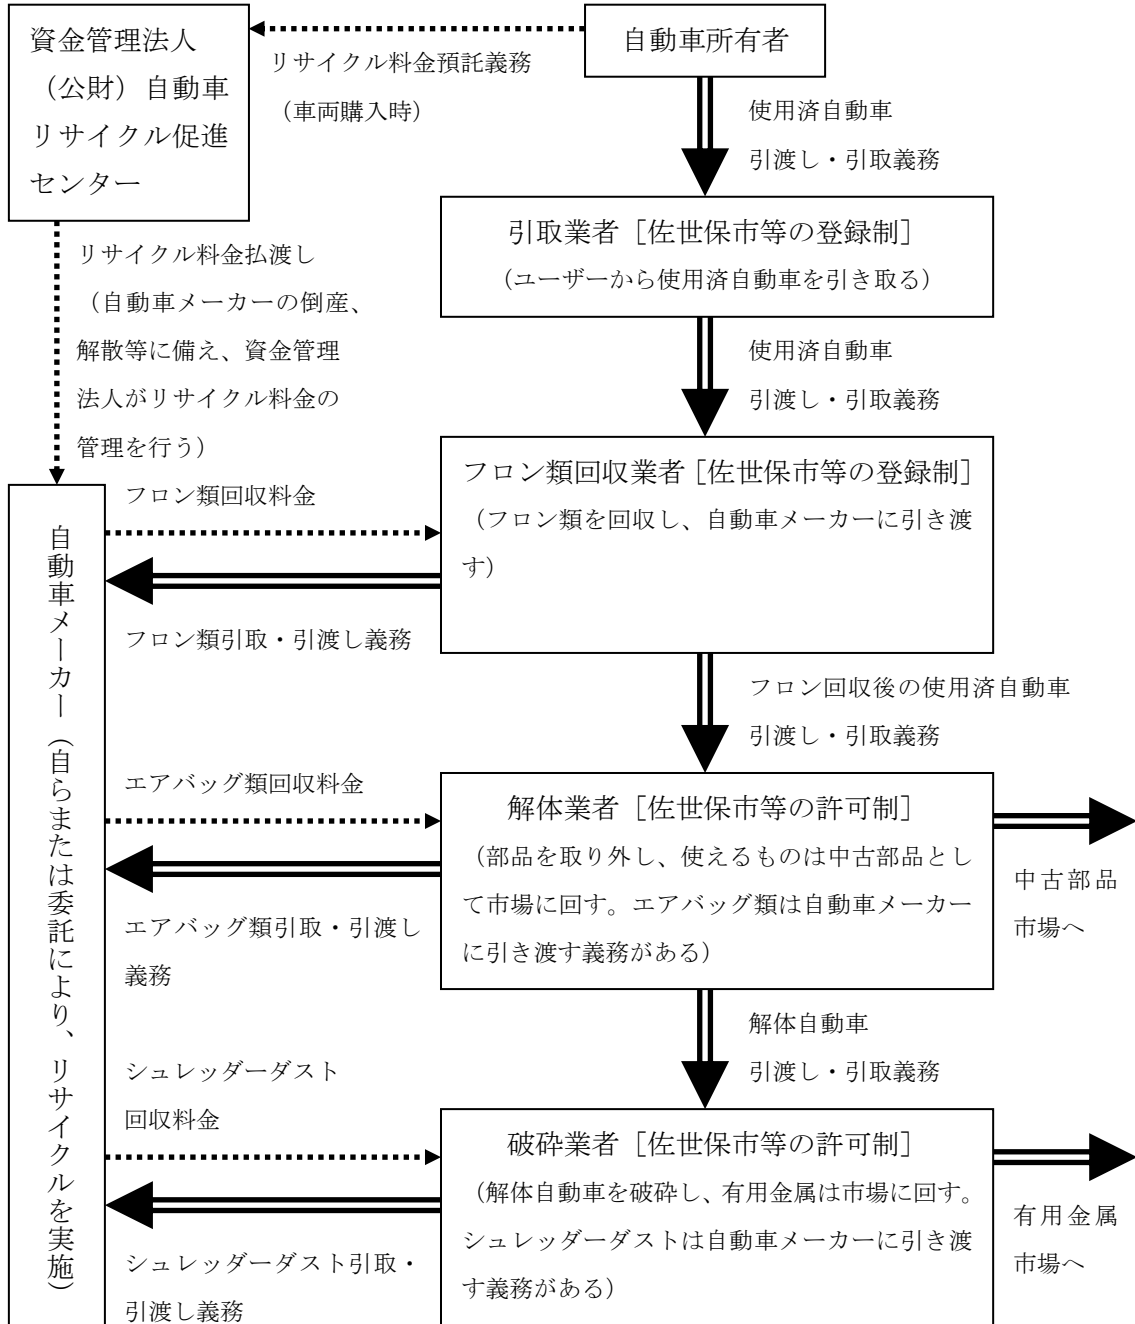 資金管理法人
（公財）自動車
リサイクル促進
センター
自動車所有者
リサイクル料金預託義務
（車両購入時）
使用済自動車
引渡し・引取義務
引取業者［佐世保市等の登録制］
（ユーザーから使用済自動車を引き取る）
リサイクル料金払渡し
（自動車メーカーの倒産、
解散等に備え、資金管理
法人がリサイクル料金の
管理を行う）
使用済自動車
引渡し・引取義務
フロン類回収業者［佐世保市等の登録制］
（フロン類を回収し、自動車メーカーに引き渡
す）
自動車メーカー（自らまたは委託により、リサイクルを実施）
フロン類回収料金
フロン類引取・引渡し義務
フロン回収後の使用済自動車
引渡し・引取義務
エアバッグ類回収料金
エアバッグ類引取・引渡し
義務
解体業者［佐世保市等の許可制］
（部品を取り外し、使えるものは中古部品とし
て市場に回す。エアバッグ類は自動車メーカー
に引き渡す義務がある）
中古部品
市場へ
解体自動車
引渡し・引取義務
シュレッダーダスト
回収料金
シュレッダーダスト引取・
引渡し義務
破砕業者［佐世保市等の許可制］
（解体自動車を破砕し、有用金属は市場に回す。
シュレッダーダストは自動車メーカーに引き渡
す義務がある）
有用金属
市場へ